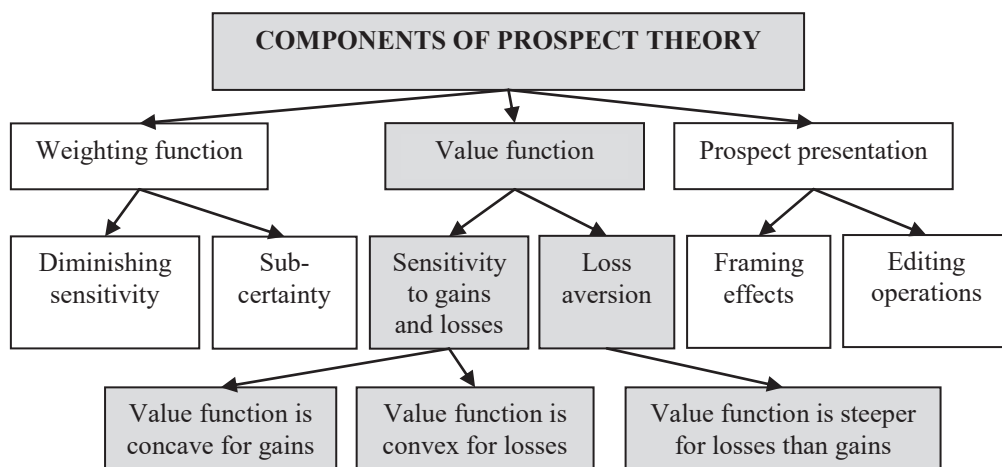 COMPONENTS OF PROSPECT THEORY
Weighting function
Value function
Prospect presentation
Diminishing
sensitivity
Sub-
certainty
Sensitivity
to gains
and losses
Loss
aversion
Framing
effects
Editing
operations
Value function is
concave for gains
Value function is
convex for losses
Value function is steeper
for losses than gains